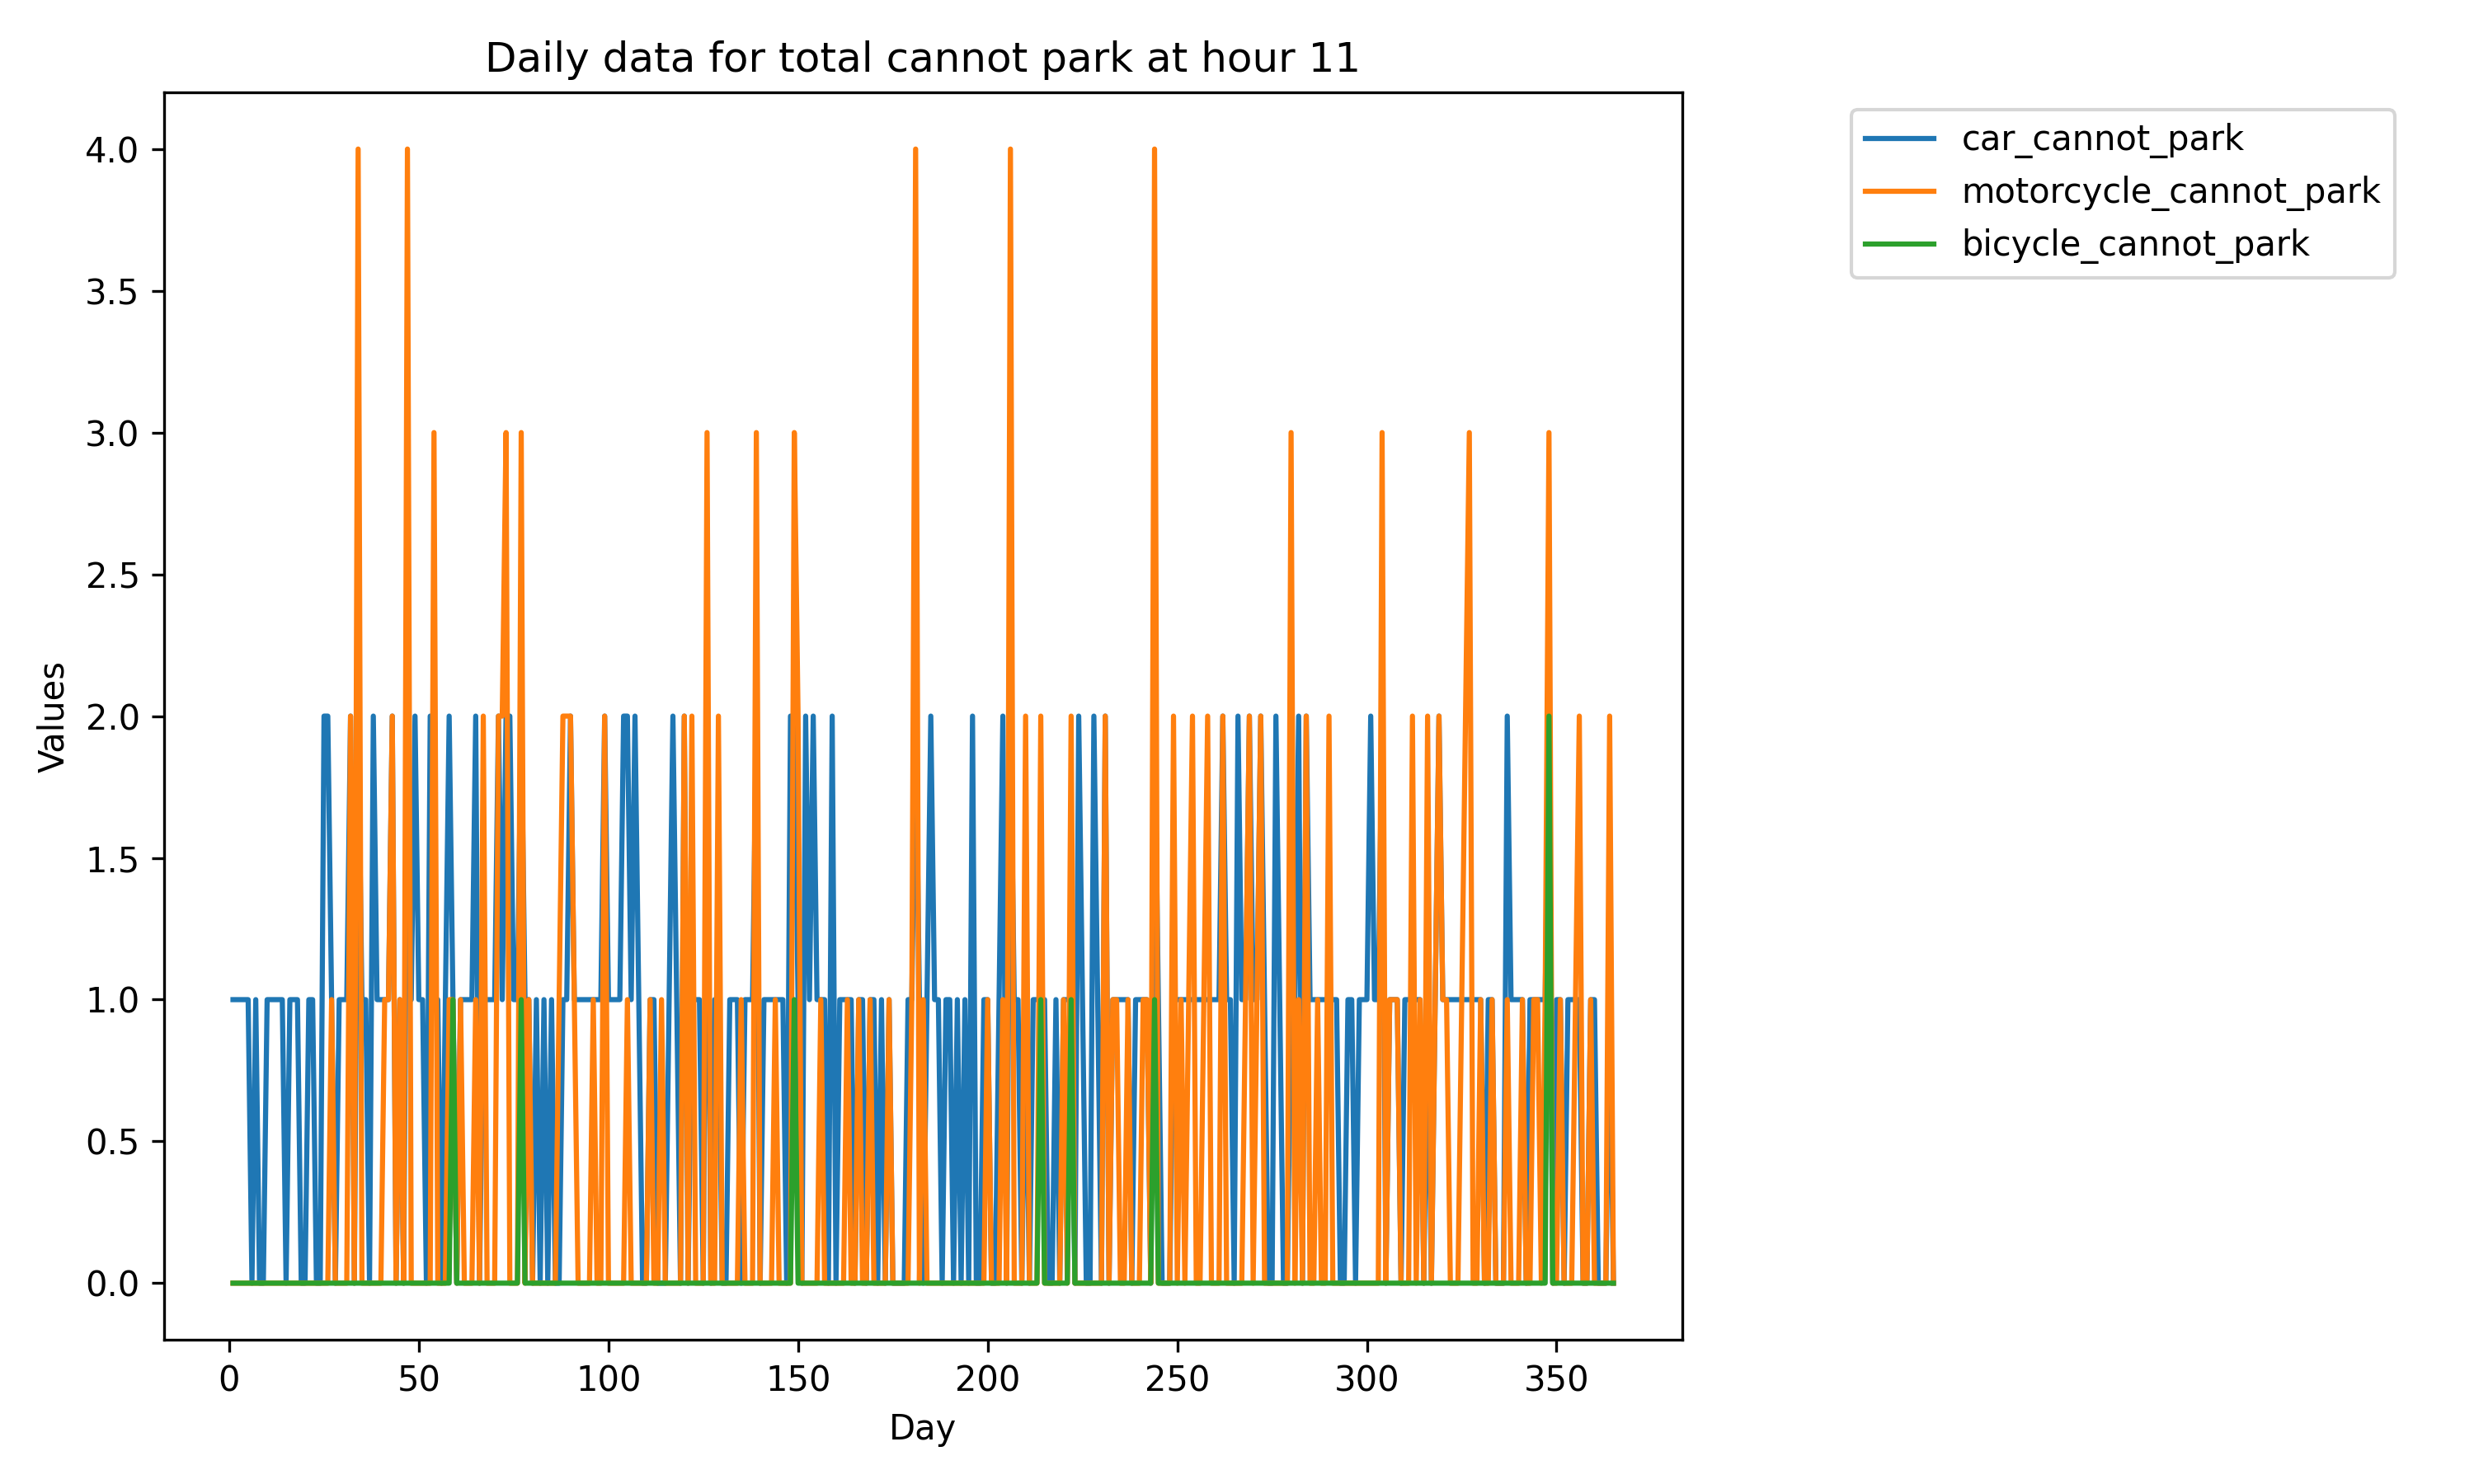 Daily data for total cannot park at hour 11
car_cannot_park
motorcycle_cannot_park
bicycle_cannot_park
4.0
3.5
3.0
2.5
2.0
1.5
1.0
0.5
0.0
Values
0 50 100 150 200 250 300 350
Day